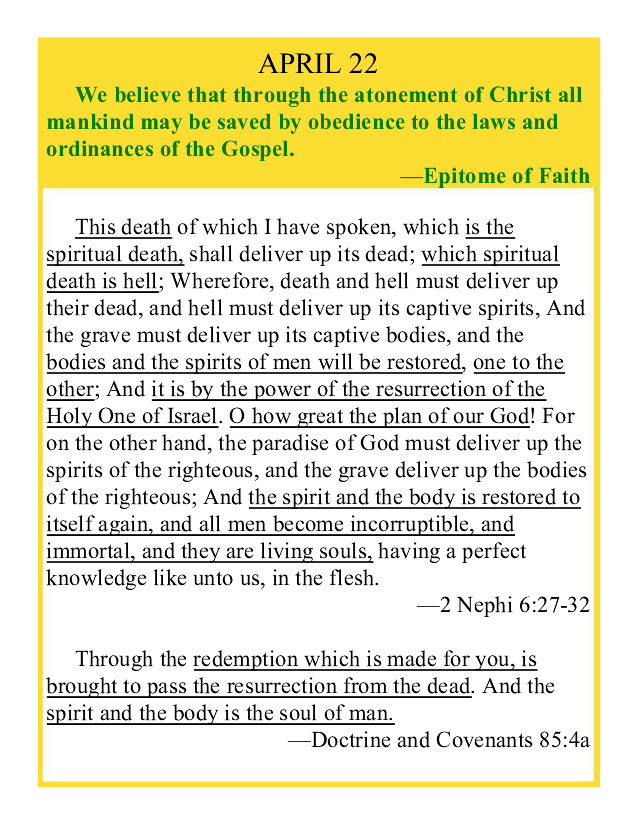 APRIL 22
We believe that through the atonement of Christ all
mankind may be saved by obedience to the laws and
ordinances of the Gospel.
—Epitome of Faith
This death of which I have spoken, which is the
spiritual death, shall deliver up its dead; which spiritual
death is hell; Wherefore, death and hell must deliver up
their dead, and hell must deliver up its captive spirits, And
the grave must deliver up its captive bodies, and the
bodies and the spirits of men will be restored, one to the
other; And it is by the power of the resurrection of the
Holy One of Israel. O how great the plan of our God! For
on the other hand, the paradise of God must deliver up the
spirits of the righteous, and the grave deliver up the bodies
of the righteous; And the spirit and the body is restored to
itself again, and all men become incorruptible, and
immortal, and they are living souls, having a perfect
knowledge like unto us, in the flesh.
—2 Nephi 6:27-32
Through the redemption which is made for you, is
brought to pass the resurrection from the dead. And the
spirit and the body is the soul of man.
—Doctrine and Covenants 85:4a